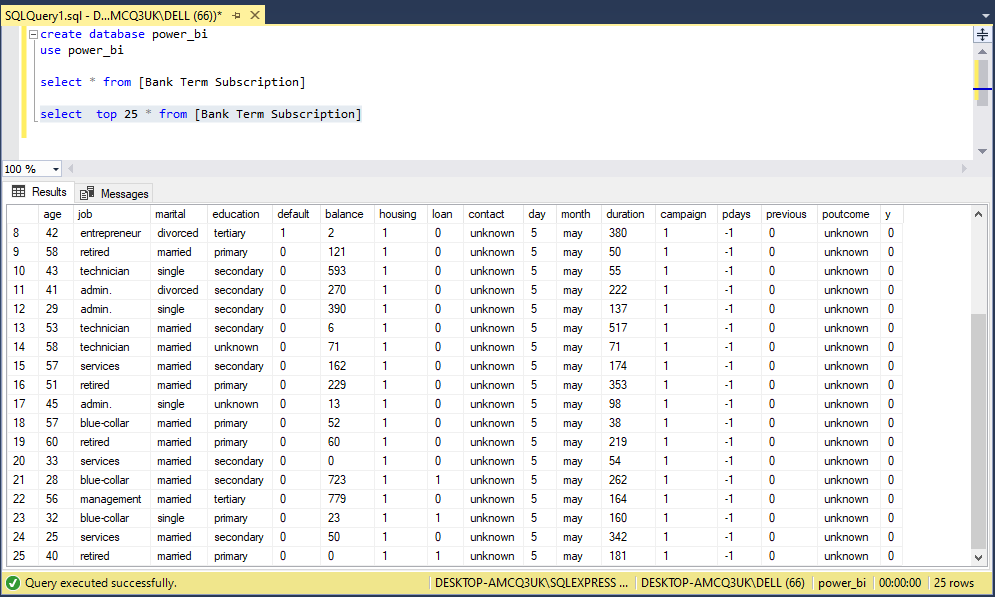 SQLQuery1.sql - D...MCQ3UK\DELL (66))*
create database power_bi
use power_bi
select * from [Bank Term Subscription]
select  top 25 * from [Bank Term Subscription]
100 %
Results Messages
age job marital education default balance housing loan contact day month duration campaign pdays previous poutcome y
8 42 entrepreneur divorced tertiary 1 2 1 0 unknown 5 may 380 1 -1 0 unknown 0
9 58 retired married primary 0 121 1 0 unknown 5 may 50 1 -1 0 unknown 0
10 43 technician single secondary 0 593 1 0 unknown 5 may 55 1 -1 0 unknown 0
11 41 admin. divorced secondary 0 270 1 0 unknown 5 may 222 1 -1 0 unknown 0
12 29 admin. single secondary 0 390 1 0 unknown 5 may 137 1 -1 0 unknown 0
13 53 technician married secondary 0 6 1 0 unknown 5 may 517 1 -1 0 unknown 0
14 58 technician married unknown 0 71 1 0 unknown 5 may 71 1 -1 0 unknown 0
15 57 services married secondary 0 162 1 0 unknown 5 may 174 1 -1 0 unknown 0
16 51 retired married primary 0 229 1 0 unknown 5 may 353 1 -1 0 unknown 0
17 45 admin. single unknown 0 13 1 0 unknown 5 may 98 1 -1 0 unknown 0
18 57 blue-collar married primary 0 52 1 0 unknown 5 may 38 1 -1 0 unknown 0
19 60 retired married primary 0 60 1 0 unknown 5 may 219 1 -1 0 unknown 0
20 33 services married secondary 0 0 1 0 unknown 5 may 54 1 -1 0 unknown 0
21 28 blue-collar married secondary 0 723 1 1 unknown 5 may 262 1 -1 0 unknown 0
22 56 management married tertiary 0 779 1 0 unknown 5 may 164 1 -1 0 unknown 0
23 32 blue-collar single primary 0 23 1 1 unknown 5 may 160 1 -1 0 unknown 0
24 25 services married secondary 0 50 1 0 unknown 5 may 342 1 -1 0 unknown 0
25 40 retired married primary 0 0 1 1 unknown 5 may 181 1 -1 0 unknown 0
Query executed successfully. DESKTOP-AMCQ3UK\SQLEXPRESS ... DESKTOP-AMCQ3UK\DELL (66) power_bi 00:00:00 25 rows